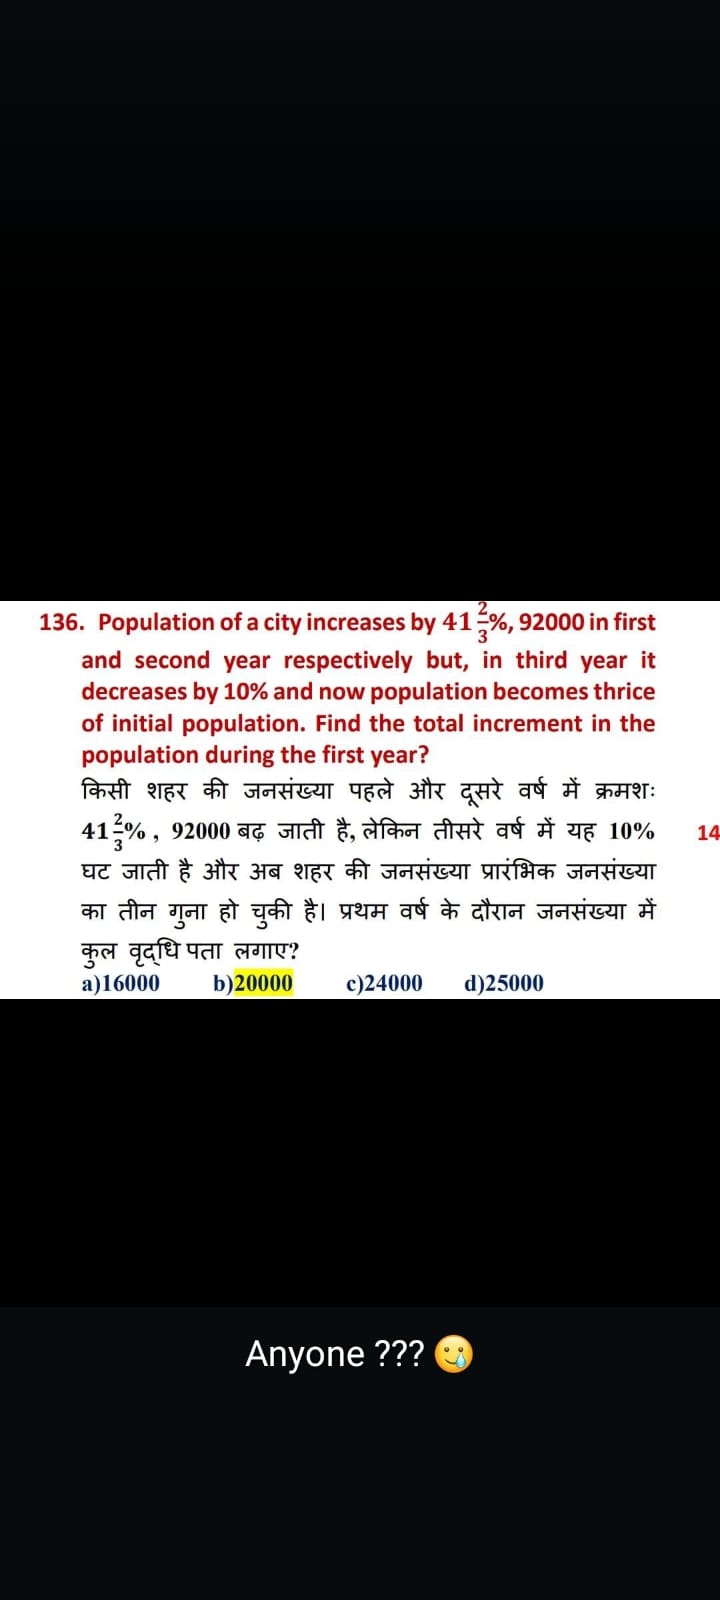 136. Population of a city increases by 41 2/3%, 92000 in first
and second year respectively but, in third year it
decreases by 10% and now population becomes thrice
of initial population. Find the total increment in the
population during the first year?
किसी शहर की जनसंख्या पहले और दूसरे वर्ष में क्रमशः
41 2/3% , 92000 बढ़ जाती है, लेकिन तीसरे वर्ष में यह 10%
14
घट जाती है और अब शहर की जनसंख्या प्रारंभिक जनसंख्या
का तीन गुना हो चुकी है। प्रथम वर्ष के दौरान जनसंख्या में
कुल वृद्धि पता लगाए?
a)16000 b)20000 c)24000 d)25000
Anyone ??? 🥲